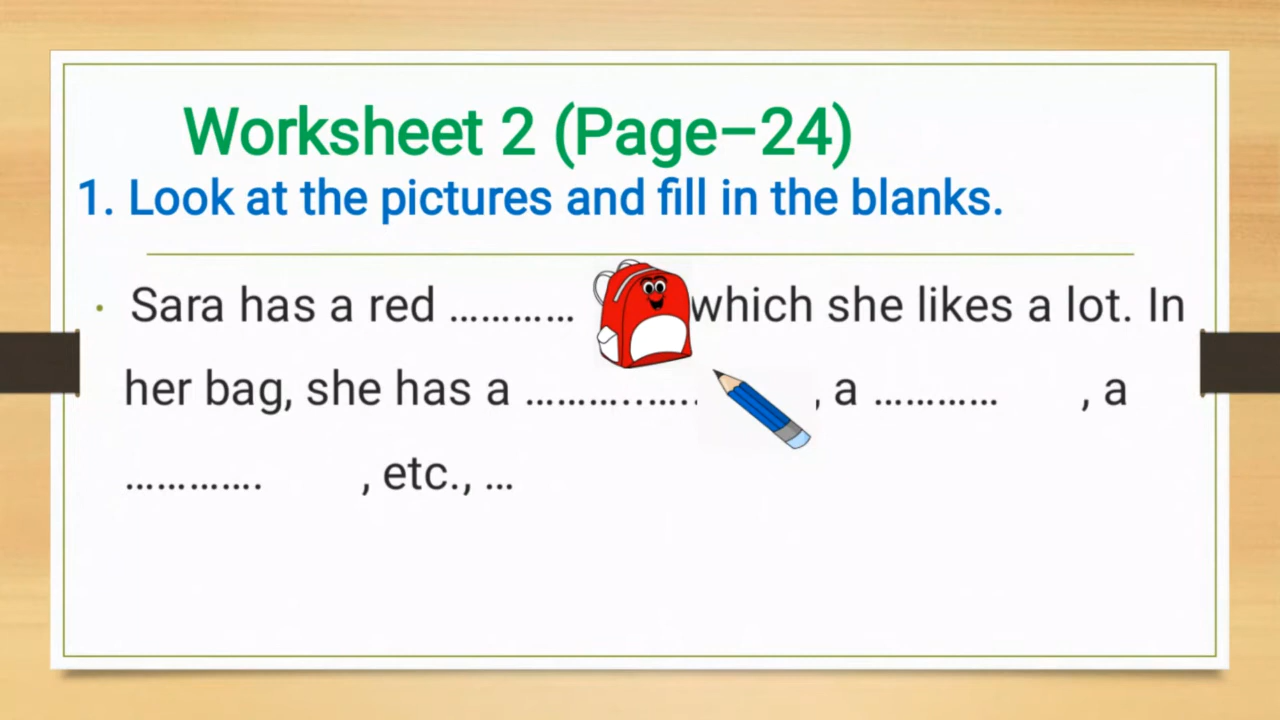 Worksheet 2 (Page–24)
1. Look at the pictures and fill in the blanks.
• Sara has a red ………… which she likes a lot. In
her bag, she has a ………..….. , a ………… , a
…………. , etc., …